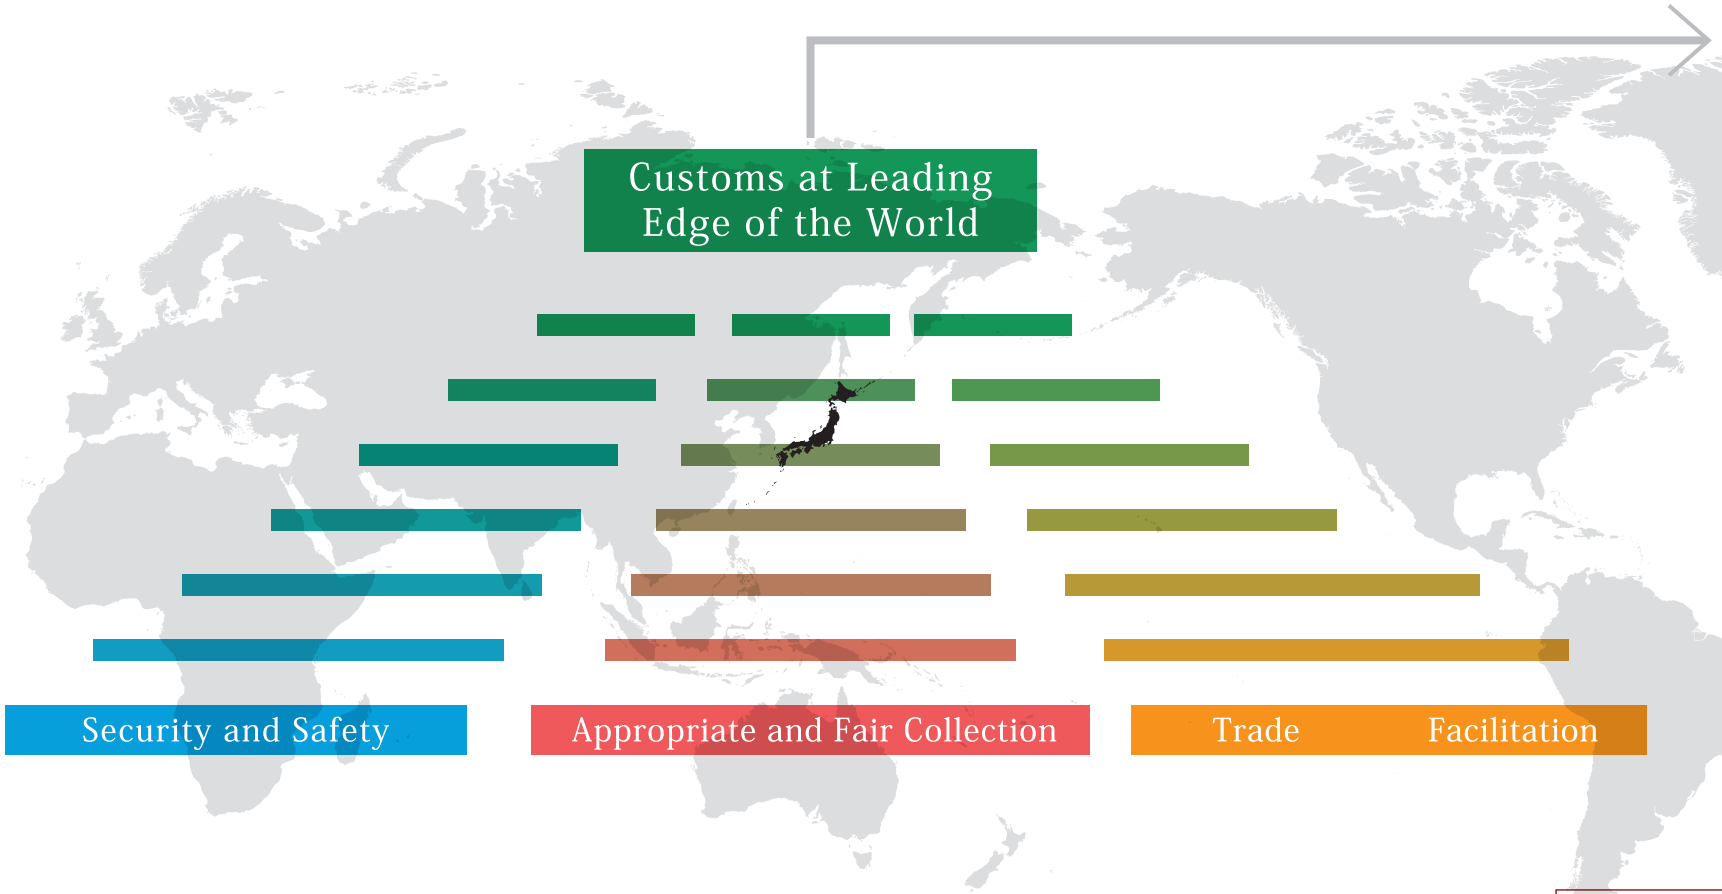 Customs at Leading
Edge of the World
Security and Safety
Appropriate and Fair Collection
Trade Facilitation